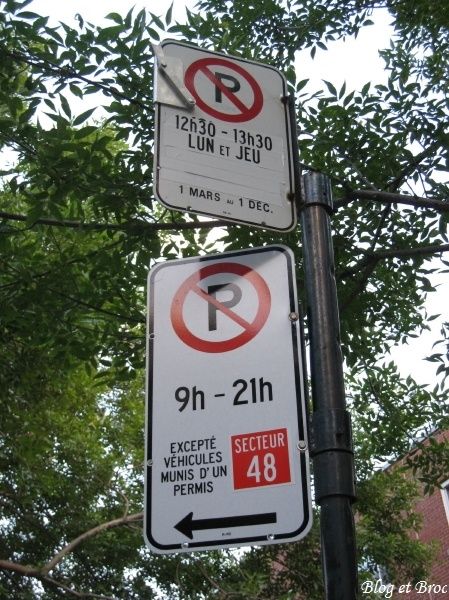 P
12h30 - 13h30
LUN ET JEU
1 MARS AU 1 DEC.
P
9h - 21h
EXCEPTÉ
VÉHICULES
MUNIS D'UN
PERMIS
SECTEUR
48
Blog et Broc